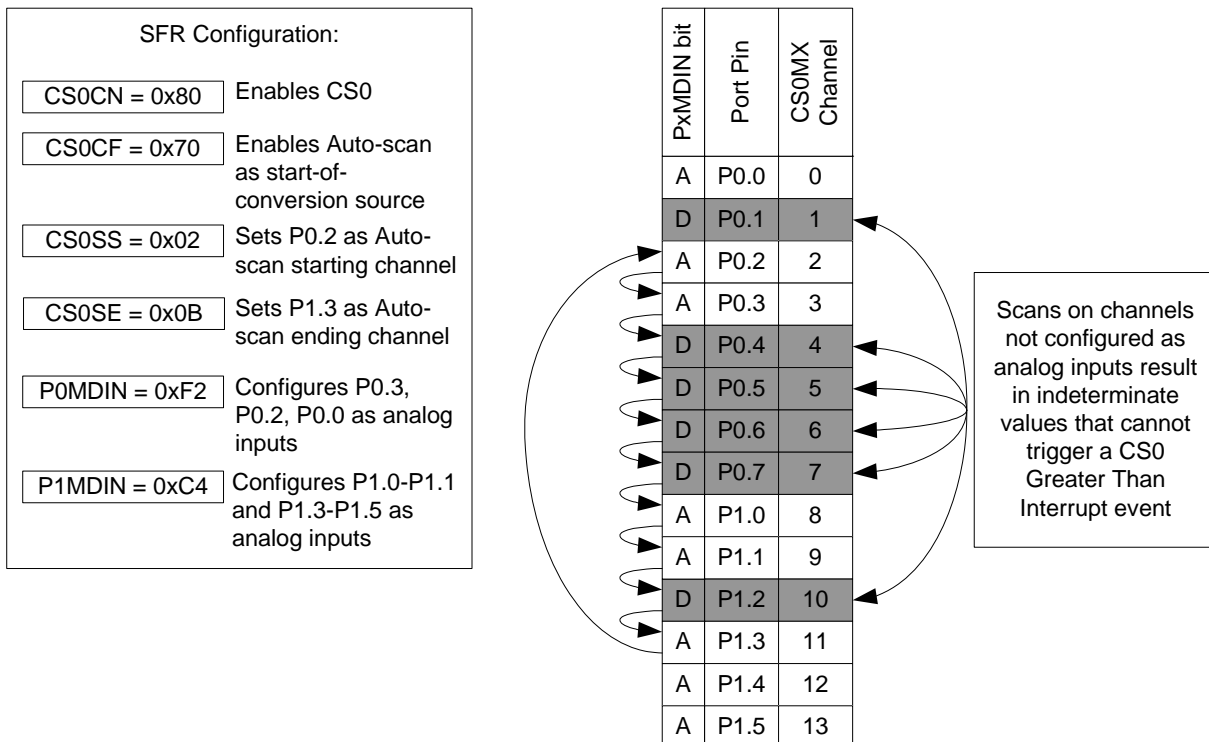 SFR Configuration:
CS0CN = 0x80
Enables CS0
CS0CF = 0x70
Enables Auto-scan
as start-of-
conversion source
CS0SS = 0x02
Sets P0.2 as Auto-
scan starting channel
CS0SE = 0x0B
Sets P1.3 as Auto-
scan ending channel
P0MDIN = 0xF2
Configures P0.3,
P0.2, P0.0 as analog
inputs
P1MDIN = 0xC4
Configures P1.0-P1.1
and P1.3-P1.5 as
analog inputs
PxMDIN bit
Port Pin
CS0MX
Channel
A P0.0 0
D P0.1 1
A P0.2 2
A P0.3 3
D P0.4 4
D P0.5 5
D P0.6 6
D P0.7 7
A P1.0 8
A P1.1 9
D P1.2 10
A P1.3 11
A P1.4 12
A P1.5 13
Scans on channels
not configured as
analog inputs result
in indeterminate
values that cannot
trigger a CS0
Greater Than
Interrupt event